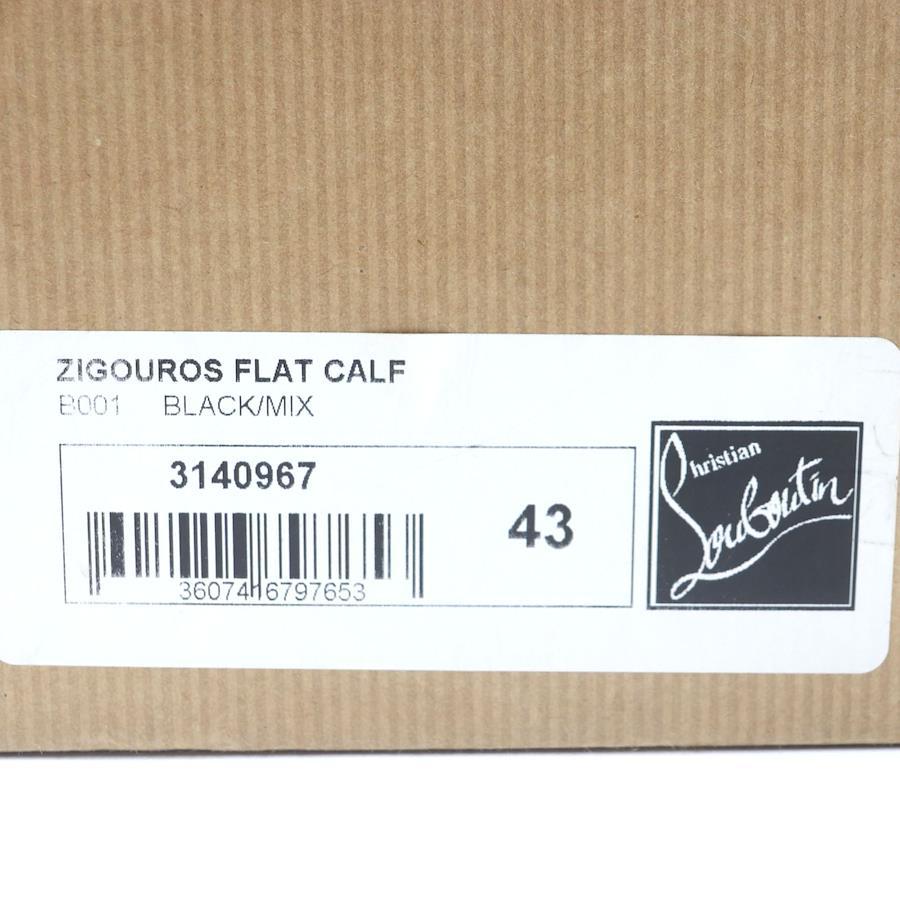 ZIGOUROS FLAT CALF
B001 BLACK/MIX
3140967
43
3607416797653
Christian
Louboutin